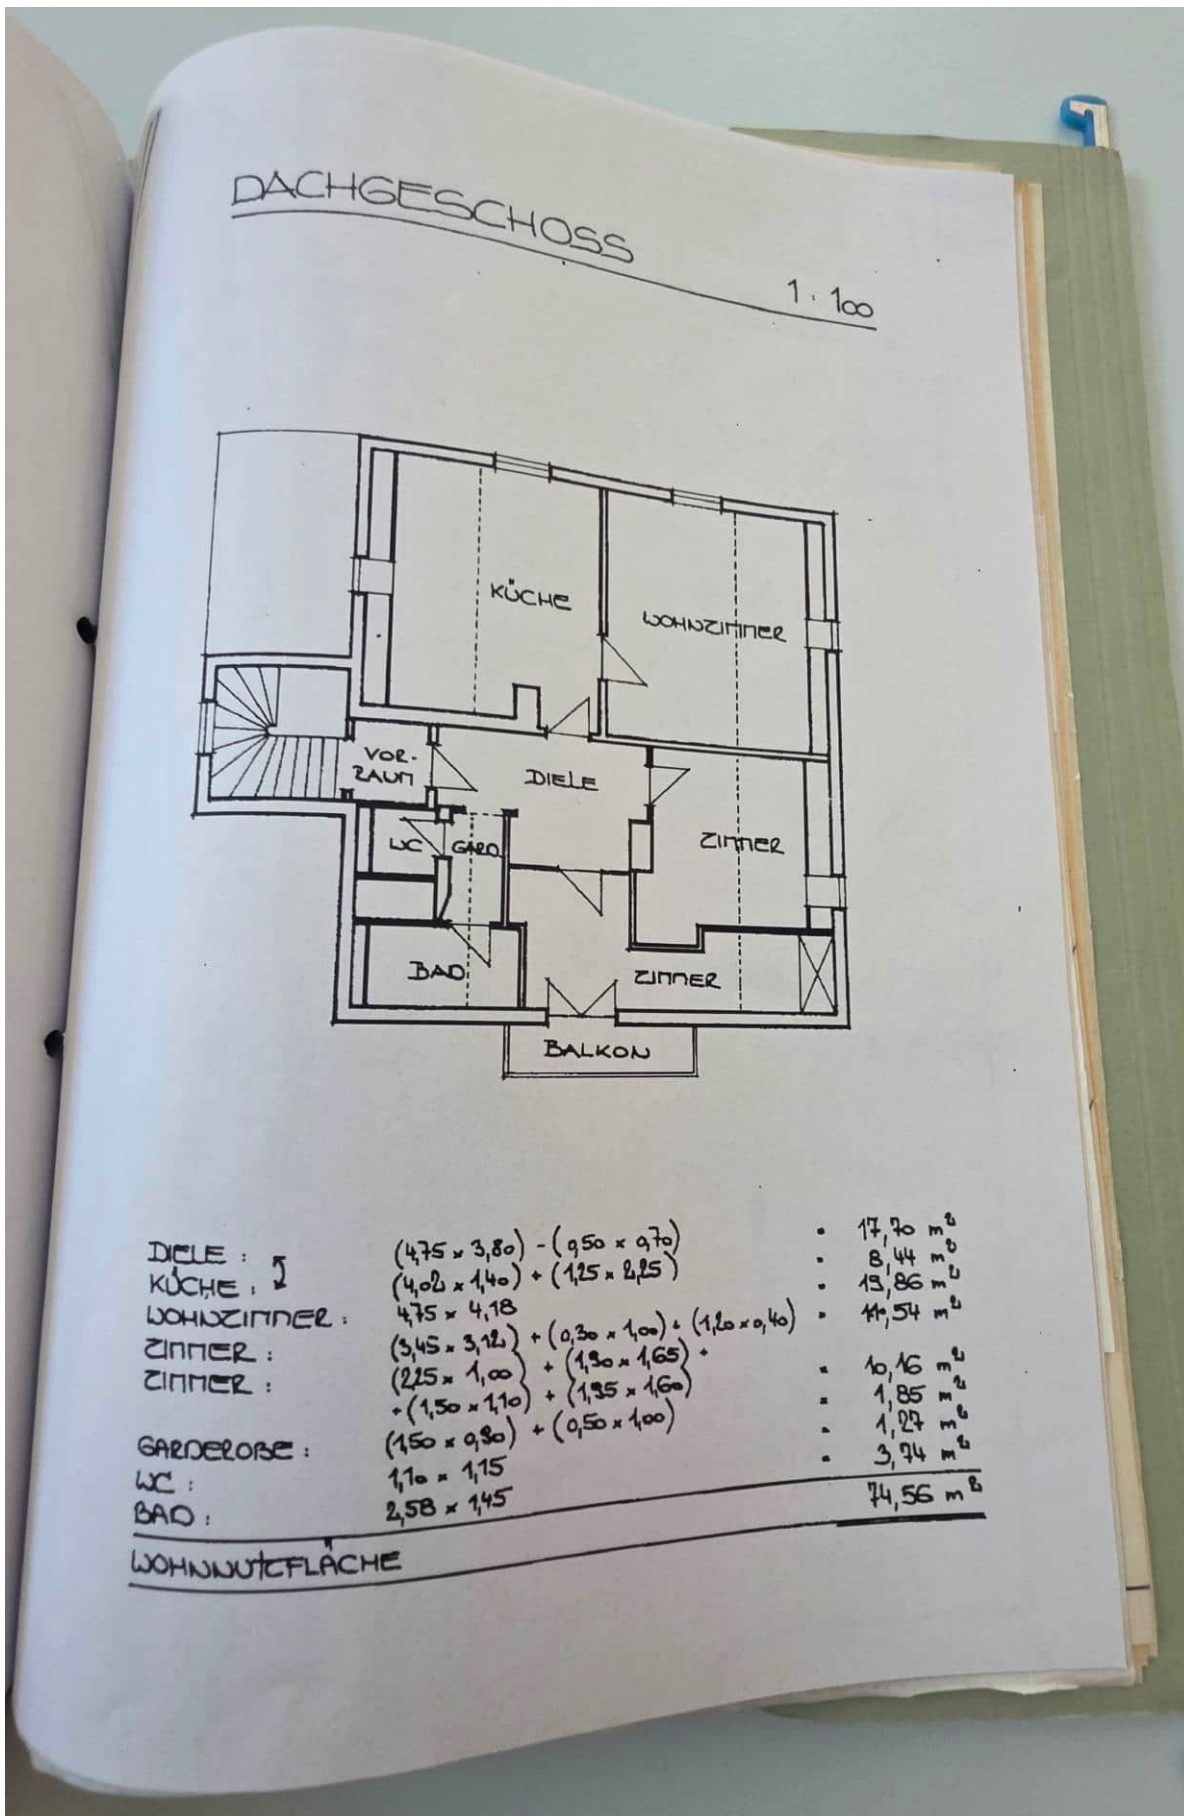 DACHGESCHOSS
1:100
KÜCHE
WOHNZIMMER
VOR-
RAUM
DIELE
WC
GARD.
ZIMMER
BAD
ZIMMER
BALKON
DIELE: (4,75 × 3,80) - (0,50 × 0,70) = 17,70 m²
KÜCHE: (4,02 × 1,40) + (1,25 × 2,25) = 8,44 m²
WOHNZIMMER: 4,75 × 4,18 = 19,86 m²
ZIMMER: (3,45 × 3,12) + (0,30 × 1,00) + (1,20 × 0,40) = 11,54 m²
ZIMMER: (2,25 × 1,00) + (1,90 × 1,65) +
+ (1,50 × 1,10) + (1,95 × 1,60) = 10,16 m²
GARDEROBE: (1,50 × 0,90) + (0,50 × 1,00) = 1,85 m²
WC: 1,10 × 1,15 = 1,27 m²
BAD: 2,58 × 1,45 = 3,74 m²
WOHNNUTZFLÄCHE 74,56 m²